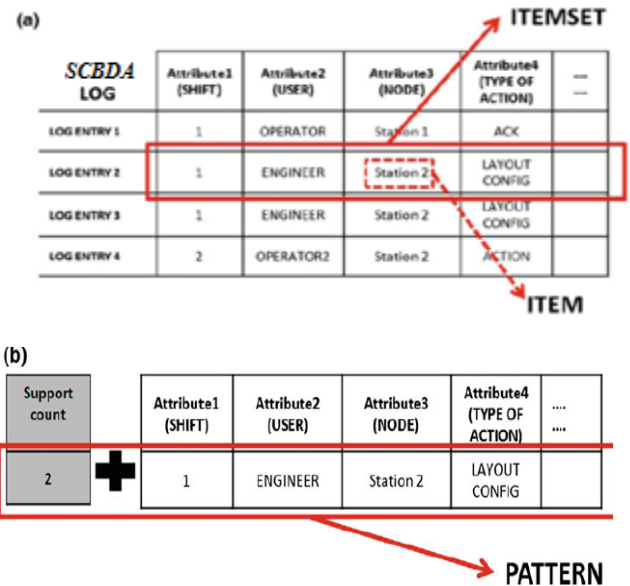 (a)
ITEMSET
SCBDA LOG
Attribute1 (SHIFT)
Attribute2 (USER)
Attribute3 (NODE)
Attribute4 (TYPE OF ACTION)
---
---
LOG ENTRY 1 1 OPERATOR Station 1 ACK
LOG ENTRY 2 1 ENGINEER Station 2 LAYOUT CONFIG
LOG ENTRY 3 1 ENGINEER Station 2 LAYOUT CONFIG
LOG ENTRY 4 2 OPERATOR2 Station 2 ACTION
ITEM
(b)
Support count
Attribute1 (SHIFT)
Attribute2 (USER)
Attribute3 (NODE)
Attribute4 (TYPE OF ACTION)
....
....
2 + 1 ENGINEER Station 2 LAYOUT CONFIG
PATTERN